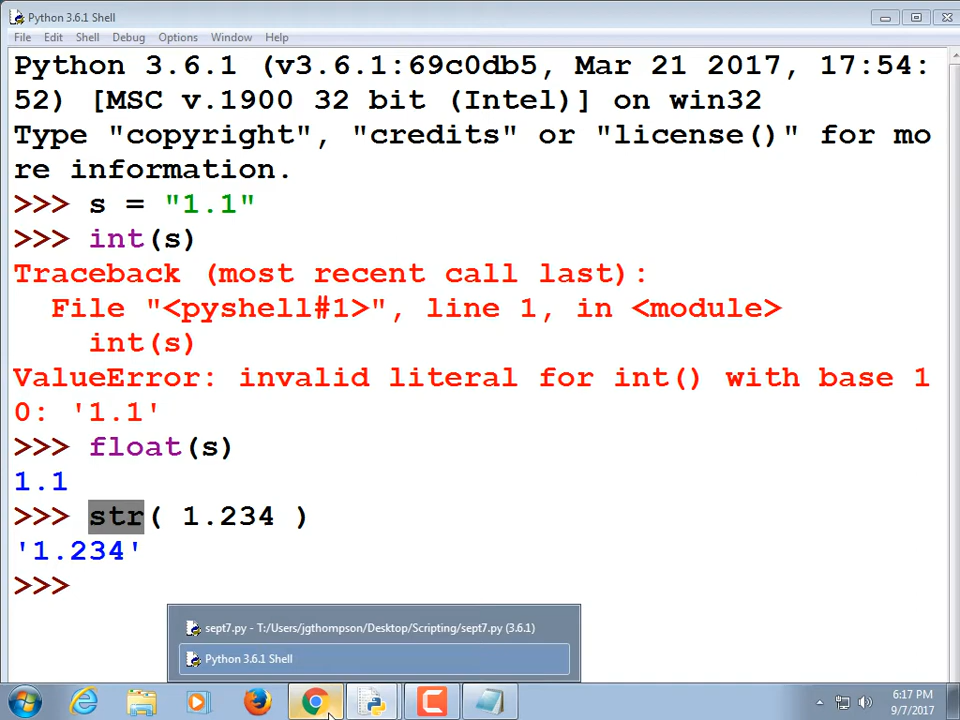 Python 3.6.1 Shell
File Edit Shell Debug Options Window Help
Python 3.6.1 (v3.6.1:69c0db5, Mar 21 2017, 17:54:
52) [MSC v.1900 32 bit (Intel)] on win32
Type "copyright", "credits" or "license()" for mo
re information.
>>> s = "1.1"
>>> int(s)
Traceback (most recent call last):
  File "<pyshell#1>", line 1, in <module>
    int(s)
ValueError: invalid literal for int() with base 1
0: '1.1'
>>> float(s)
1.1
>>> str( 1.234 )
'1.234'
>>>
sept7.py - T:/Users/jgthompson/Desktop/Scripting/sept7.py (3.6.1)
Python 3.6.1 Shell
6:17 PM
9/7/2017